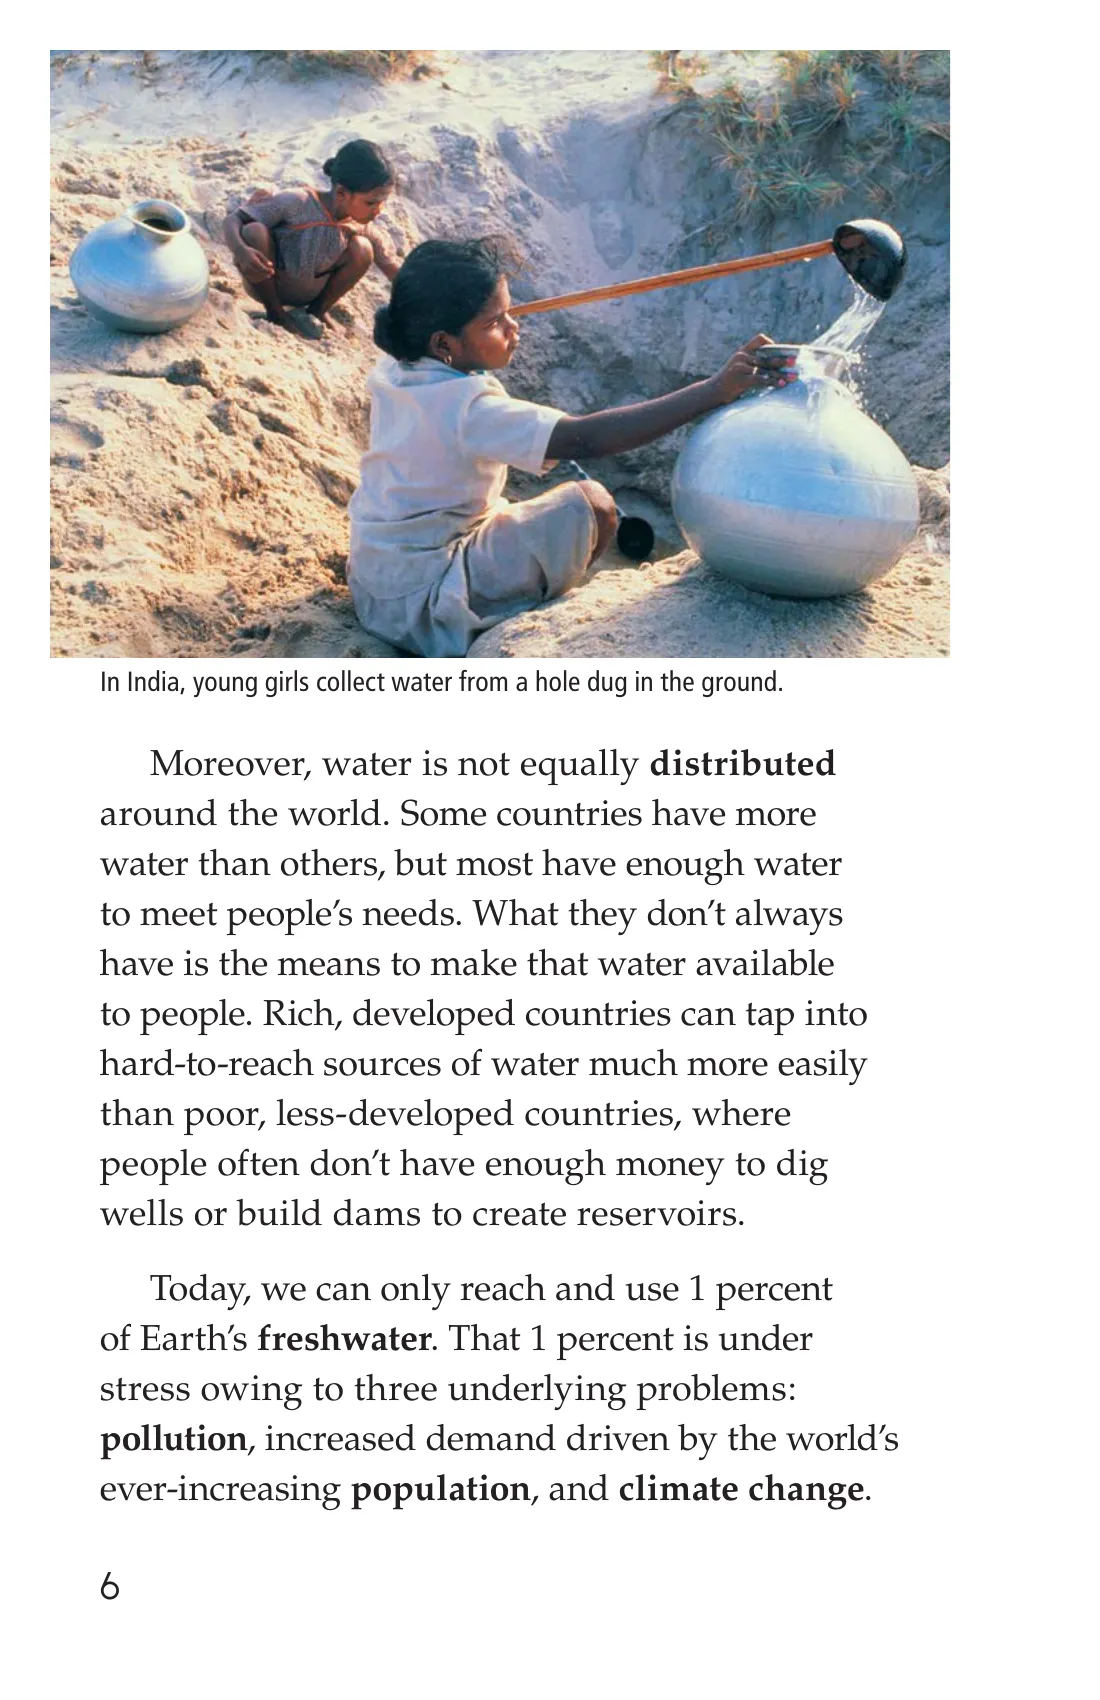 In India, young girls collect water from a hole dug in the ground.
Moreover, water is not equally distributed
around the world. Some countries have more
water than others, but most have enough water
to meet people’s needs. What they don’t always
have is the means to make that water available
to people. Rich, developed countries can tap into
hard-to-reach sources of water much more easily
than poor, less-developed countries, where
people often don’t have enough money to dig
wells or build dams to create reservoirs.
Today, we can only reach and use 1 percent
of Earth’s freshwater. That 1 percent is under
stress owing to three underlying problems:
pollution, increased demand driven by the world’s
ever-increasing population, and climate change.
6